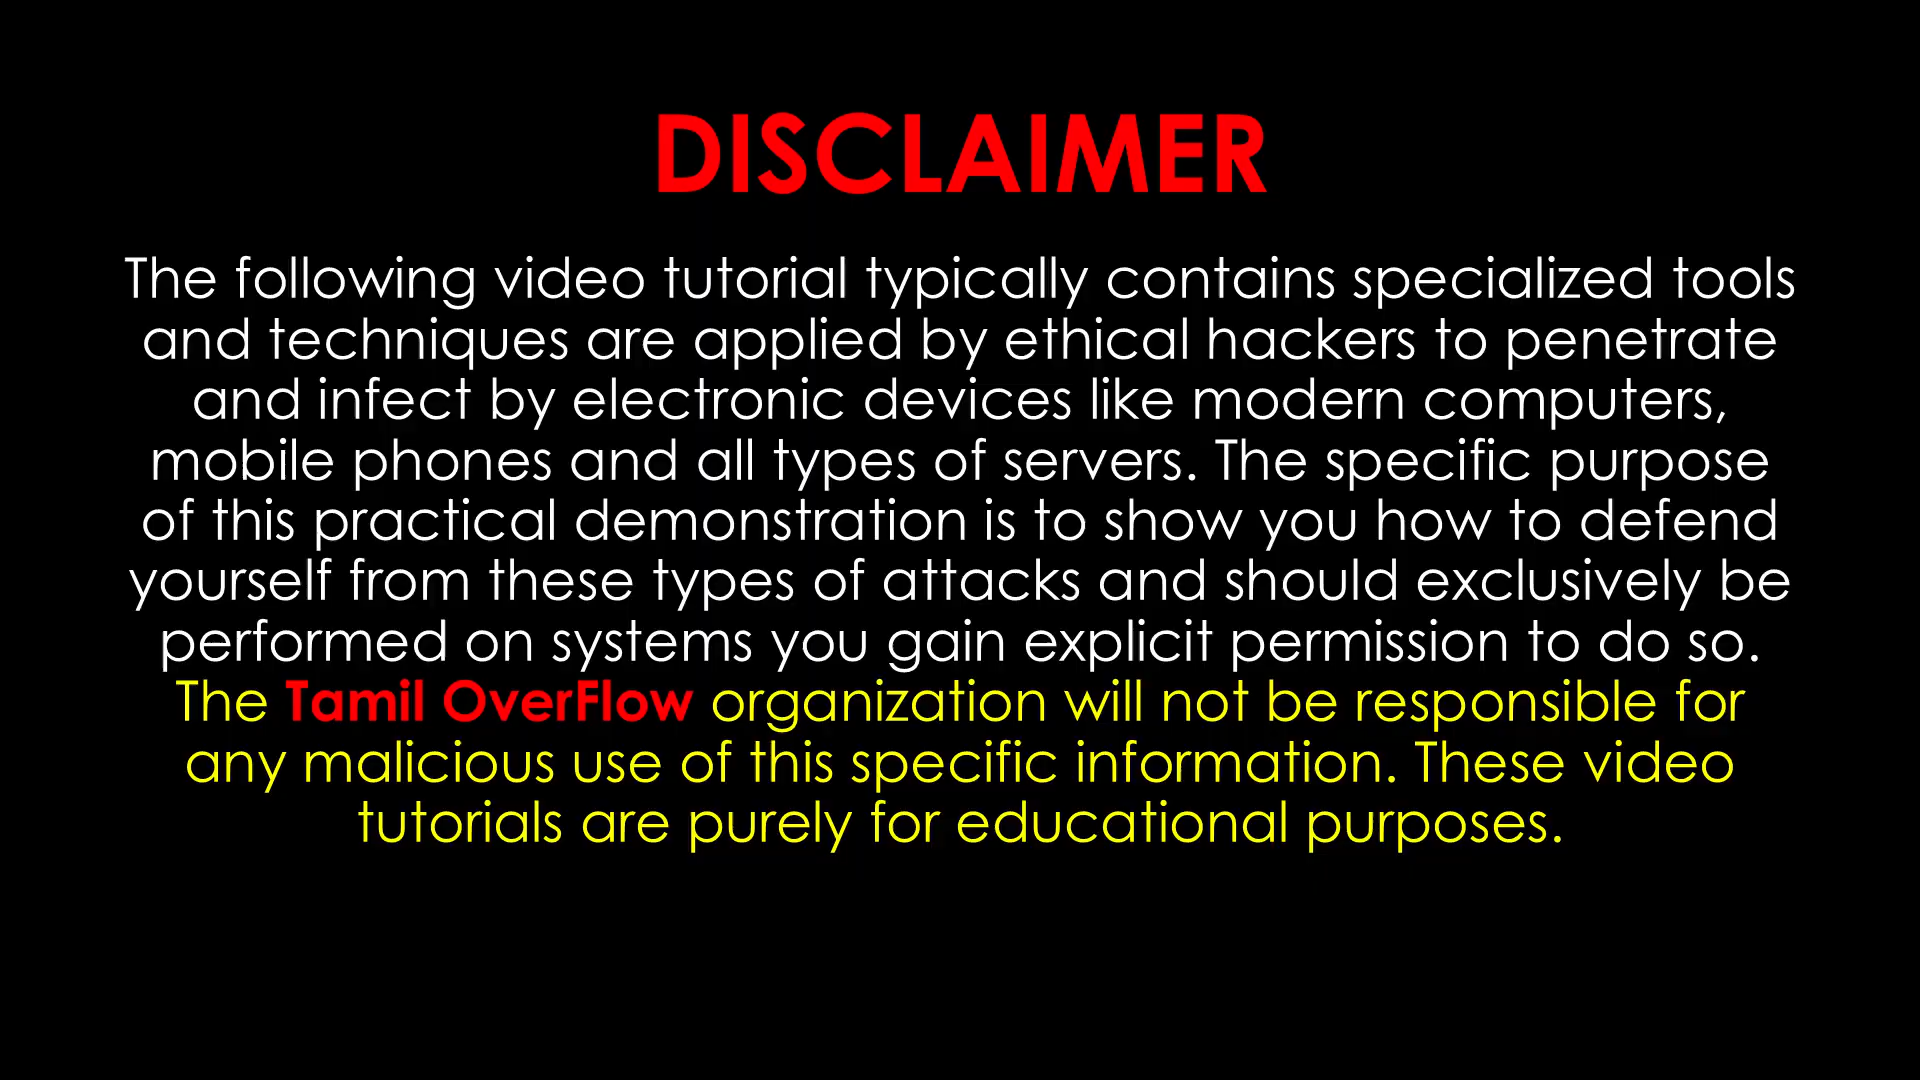 DISCLAIMER
The following video tutorial typically contains specialized tools
and techniques are applied by ethical hackers to penetrate
and infect by electronic devices like modern computers,
mobile phones and all types of servers. The specific purpose
of this practical demonstration is to show you how to defend
yourself from these types of attacks and should exclusively be
performed on systems you gain explicit permission to do so.
The Tamil OverFlow organization will not be responsible for
any malicious use of this specific information. These video
tutorials are purely for educational purposes.